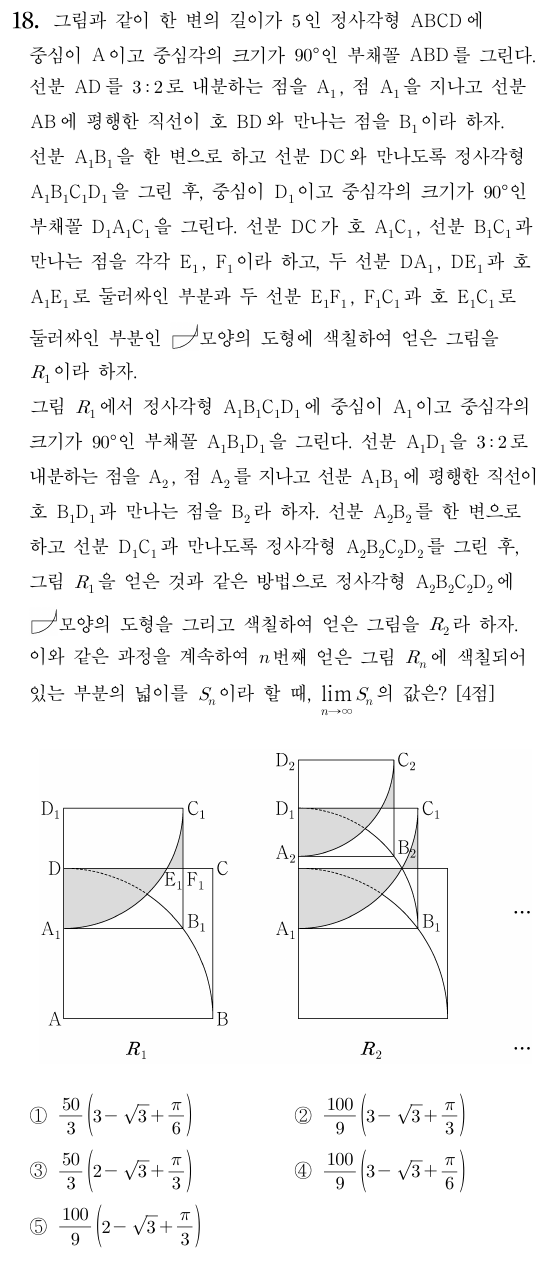 18. 그림과 같이 한 변의 길이가 5인 정사각형 ABCD에
중심이 A이고 중심각의 크기가 90°인 부채꼴 ABD를 그린다.
선분 AD를 3:2로 내분하는 점을 A₁, 점 A₁을 지나고 선분
AB에 평행한 직선이 호 BD와 만나는 점을 B₁이라 하자.
선분 A₁B₁을 한 변으로 하고 선분 DC와 만나도록 정사각형
A₁B₁C₁D₁을 그린 후, 중심이 D₁이고 중심각의 크기가 90°인
부채꼴 D₁A₁C₁을 그린다. 선분 DC가 호 A₁C₁, 선분 B₁C₁과
만나는 점을 각각 E₁, F₁이라 하고, 두 선분 DA₁, DE₁과 호
A₁E₁로 둘러싸인 부분과 두 선분 E₁F₁, F₁C₁과 호 E₁C₁로
둘러싸인 부분인 모양의 도형에 색칠하여 얻은 그림을
R₁이라 하자.
그림 R₁에서 정사각형 A₁B₁C₁D₁에 중심이 A₁이고 중심각의
크기가 90°인 부채꼴 A₁B₁D₁을 그린다. 선분 A₁D₁을 3:2로
내분하는 점을 A₂, 점 A₂를 지나고 선분 A₁B₁에 평행한 직선이
호 B₁D₁과 만나는 점을 B₂라 하자. 선분 A₂B₂를 한 변으로
하고 선분 D₁C₁과 만나도록 정사각형 A₂B₂C₂D₂를 그린 후,
그림 R₁을 얻은 것과 같은 방법으로 정사각형 A₂B₂C₂D₂에
모양의 도형을 그리고 색칠하여 얻은 그림을 R₂라 하자.
이와 같은 과정을 계속하여 n번째 얻은 그림 Rₙ에 색칠되어
있는 부분의 넓이를 Sₙ이라 할 때, lim n→∞ Sₙ의 값은? [4점]
D₂ C₂
D₁ C₁ D₁ C₁
A₂ B₂
D E₁ F₁ C
A₁ B₁ A₁ B₁
...
A B
R₁ R₂ ...
① 50/3 (3-√3+π/6) ② 100/9 (3-√3+π/3)
③ 50/3 (2-√3+π/3) ④ 100/9 (3-√3+π/6)
⑤ 100/9 (2-√3+π/3)